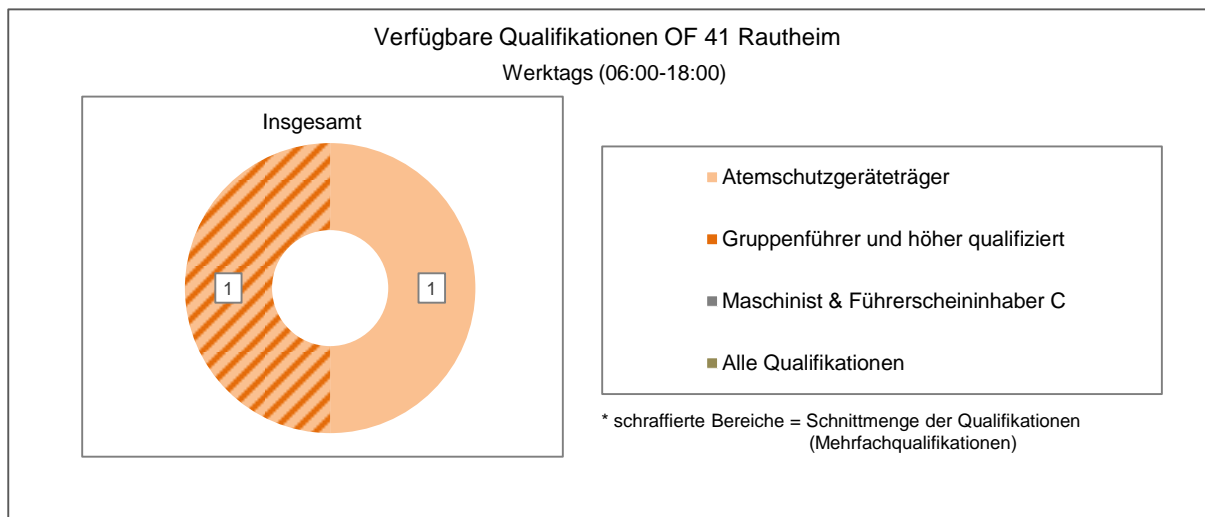 Verfügbare Qualifikationen OF 41 Rautheim
Werktags (06:00-18:00)
Insgesamt
1
1
Atemschutzgeräteträger
Gruppenführer und höher qualifiziert
Maschinist & Führerscheininhaber C
Alle Qualifikationen
* schraffierte Bereiche = Schnittmenge der Qualifikationen
(Mehrfachqualifikationen)